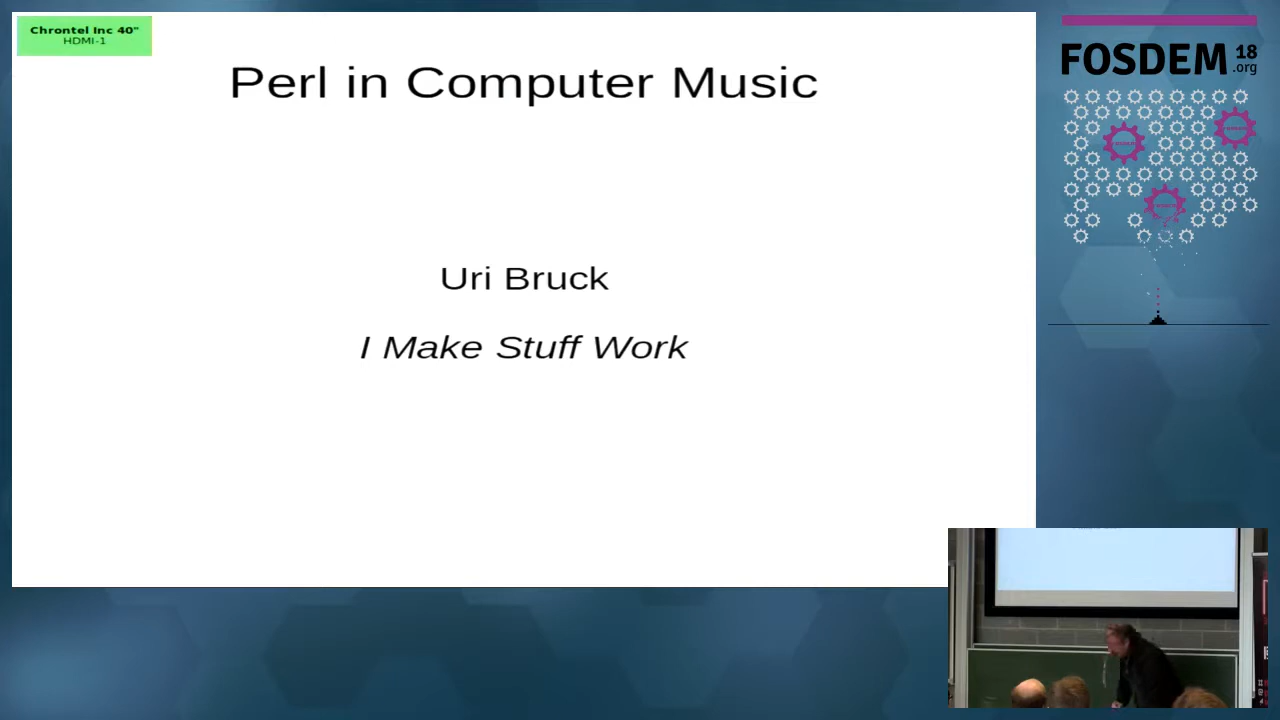 Chrontel Inc 40"
HDMI-1
Perl in Computer Music
Uri Bruck
I Make Stuff Work
FOSDEM 18
.org